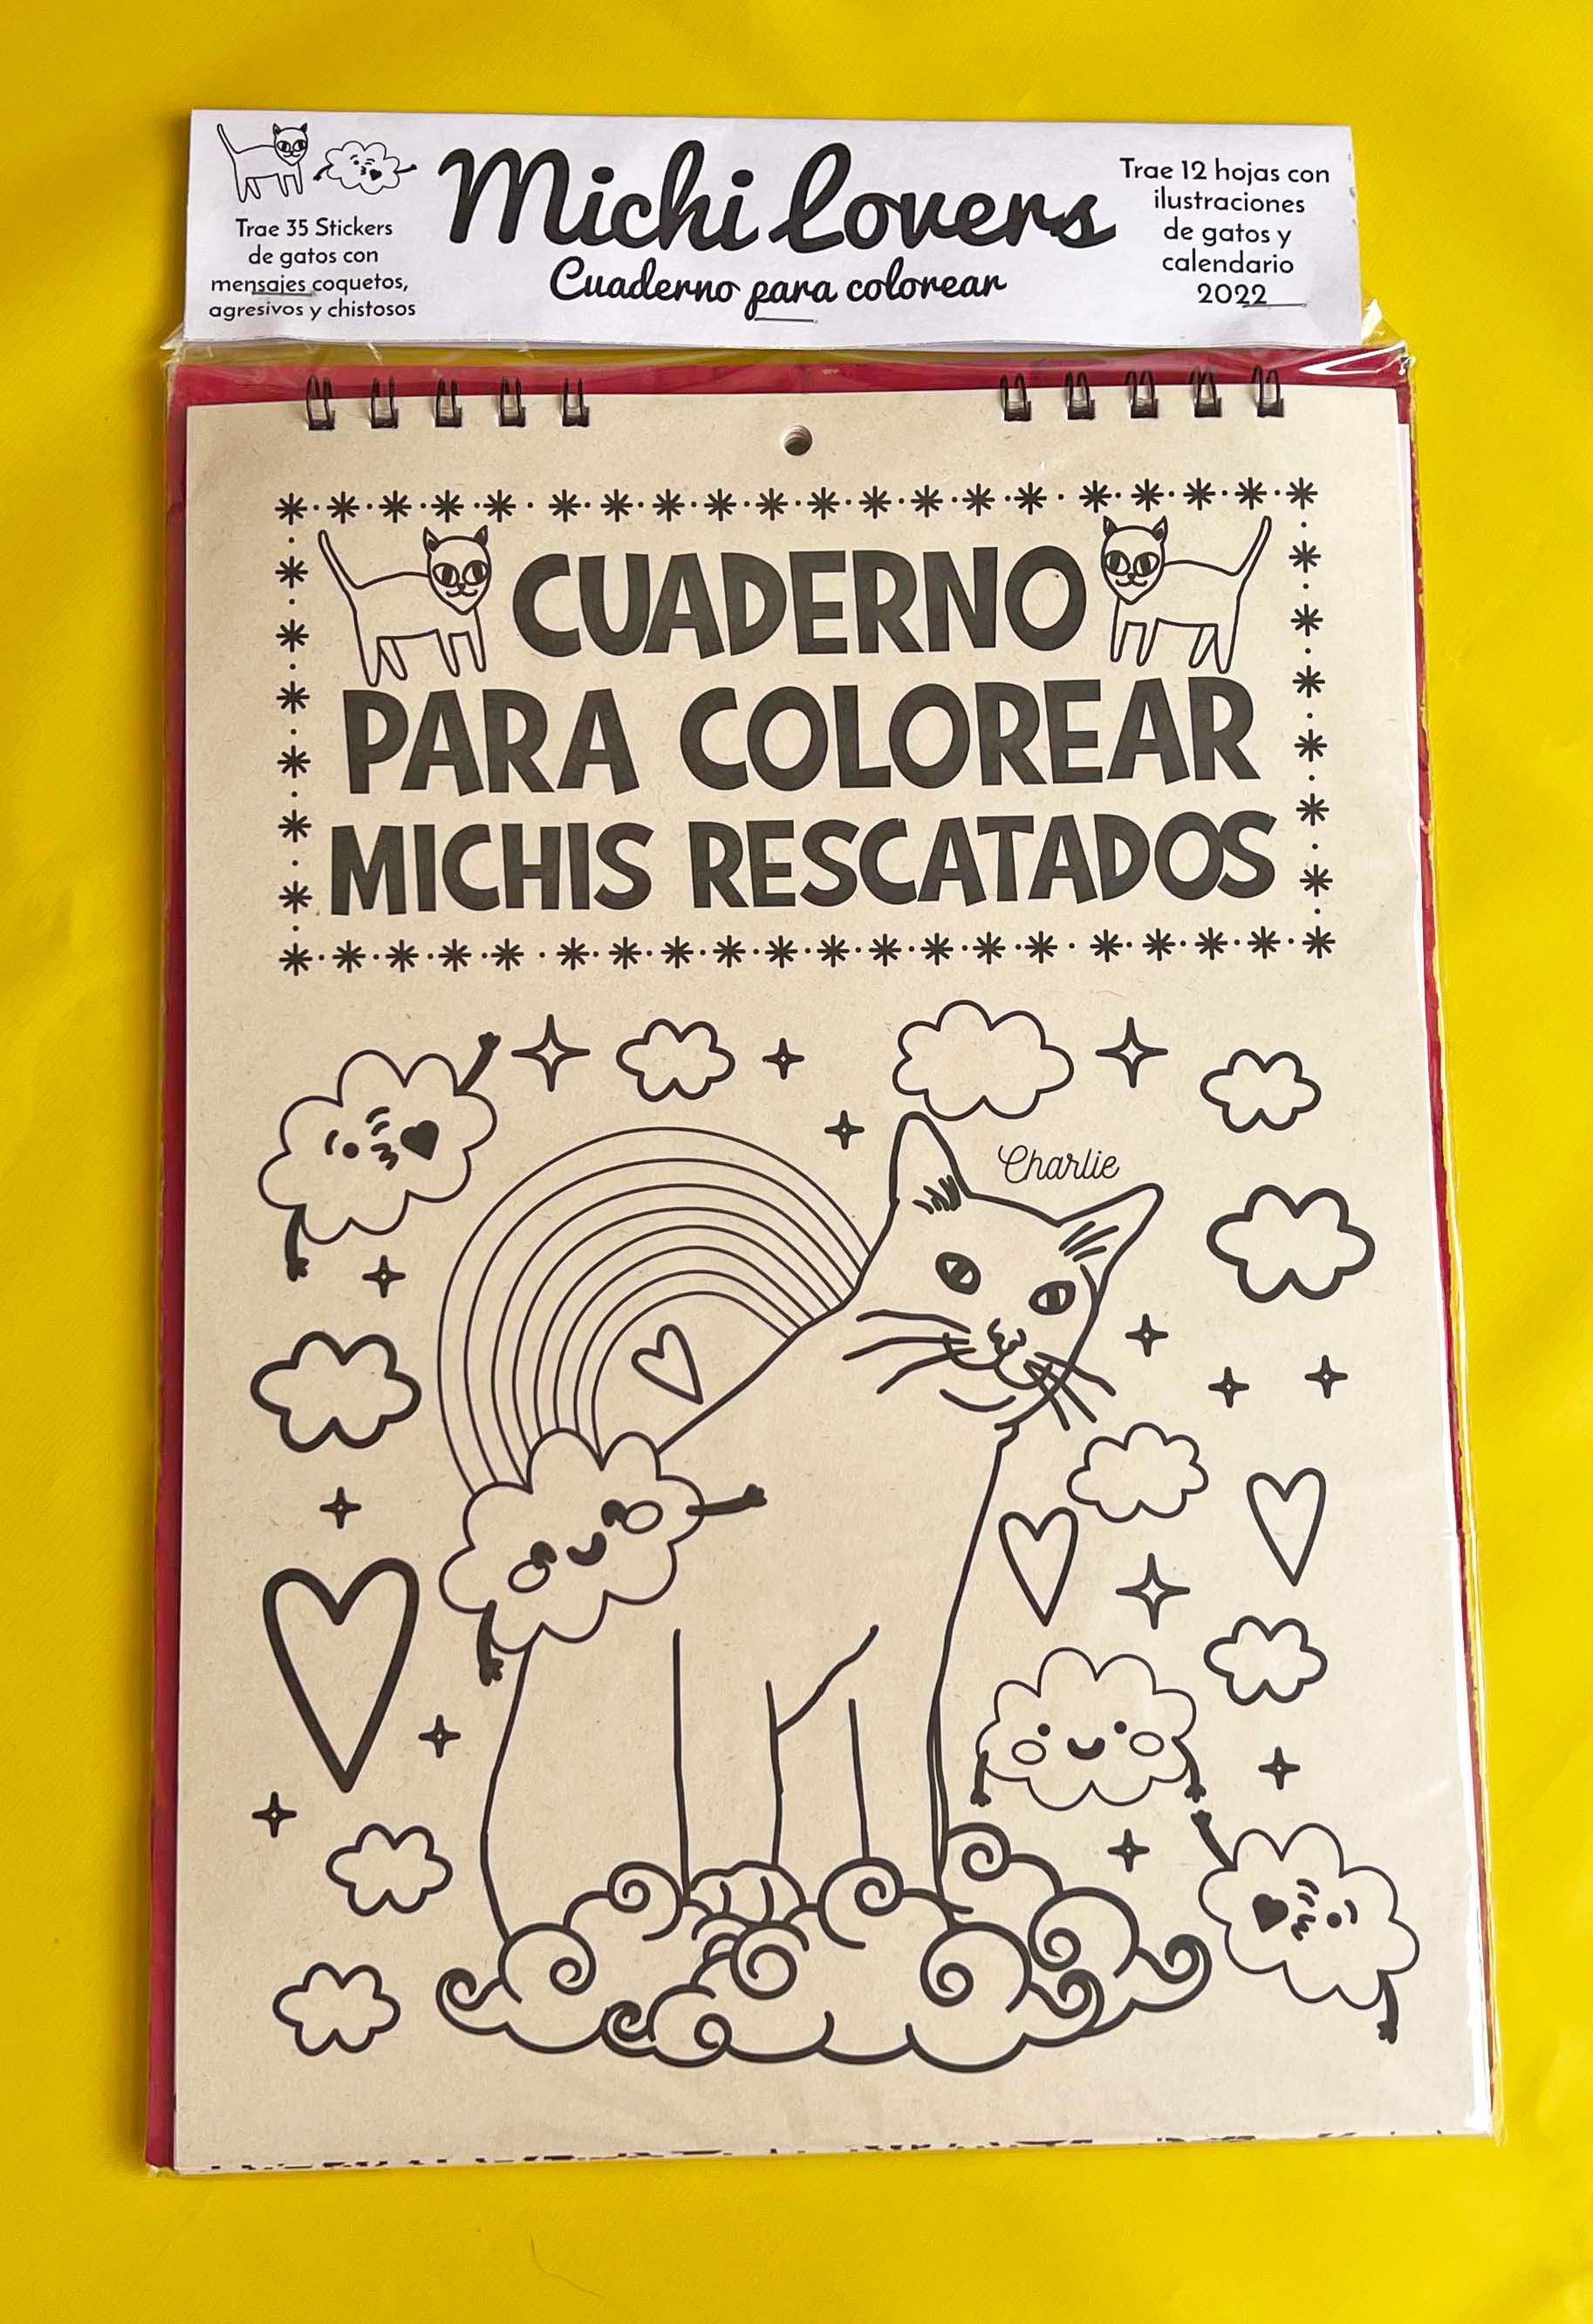 Trae 35 Stickers
de gatos con
mensajes coquetos,
agresivos y chistosos
Michi Lovers
Cuaderno para colorear
Trae 12 hojas con
ilustraciones
de gatos y
calendario
2022
CUADERNO
PARA COLOREAR
MICHIS RESCATADOS
Charlie